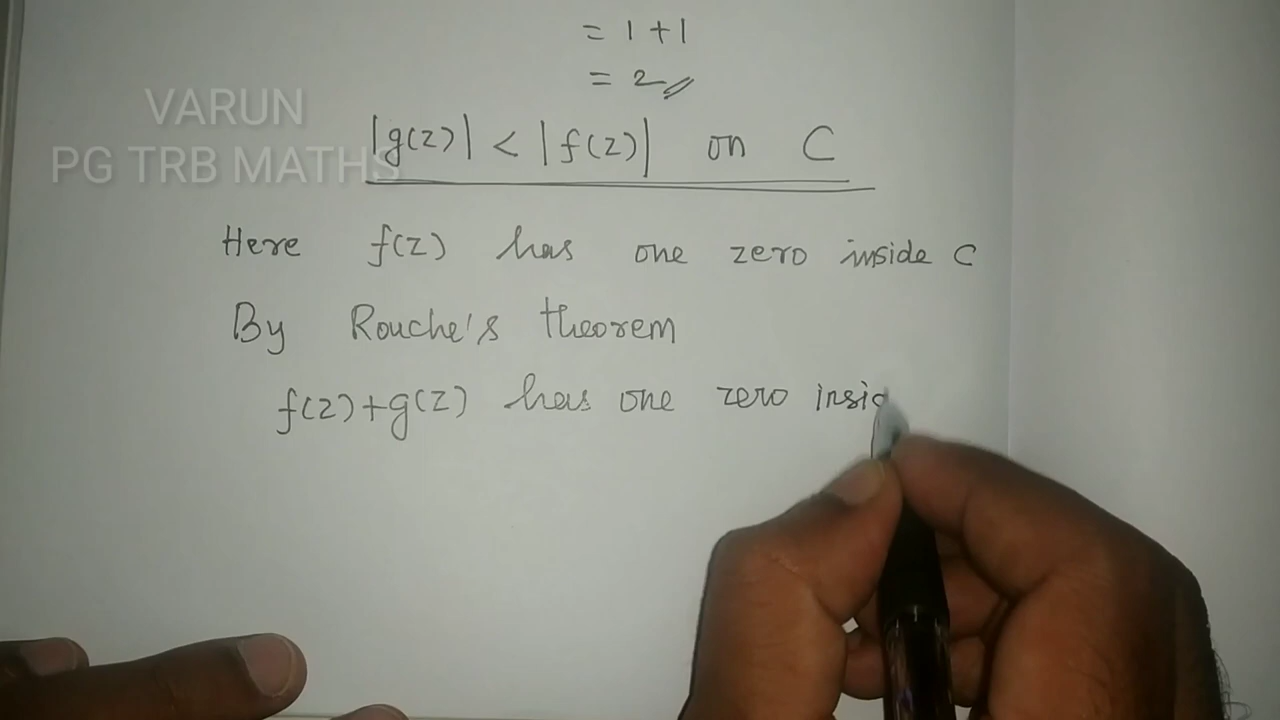 = 1 + 1
= 2
VARUN
PG TRB MATHS
|g(z)| < |f(z)| on C
Here f(z) has one zero inside C
By Rouche's theorem
f(z)+g(z) has one zero insid